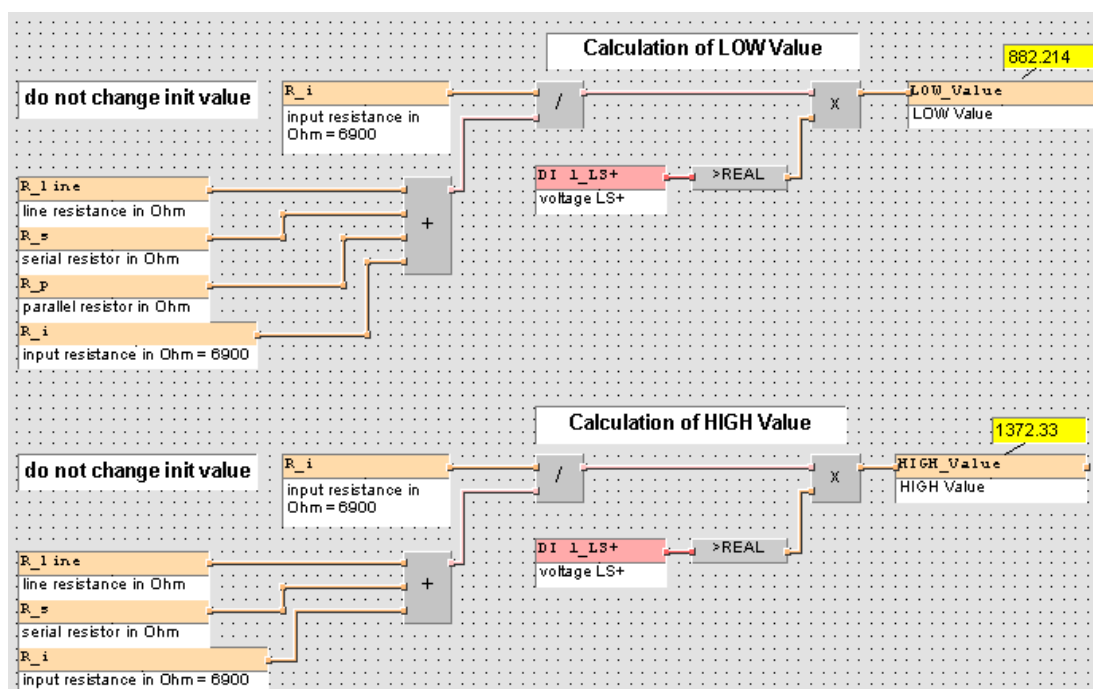 Calculation of LOW Value
882.214
do not change init value
R_i
input resistance in
Ohm = 6900
/
x
LOW_Value
LOW Value
DI 1_LS+
voltage LS+
>REAL
R_line
line resistance in Ohm
R_s
serial resistor in Ohm
R_p
parallel resistor in Ohm
R_i
input resistance in Ohm = 6900
+
Calculation of HIGH Value
1372.33
do not change init value
R_i
input resistance in
Ohm = 6900
/
x
HIGH_Value
HIGH Value
DI 1_LS+
voltage LS+
>REAL
R_line
line resistance in Ohm
R_s
serial resistor in Ohm
R_i
input resistance in Ohm = 6900
+